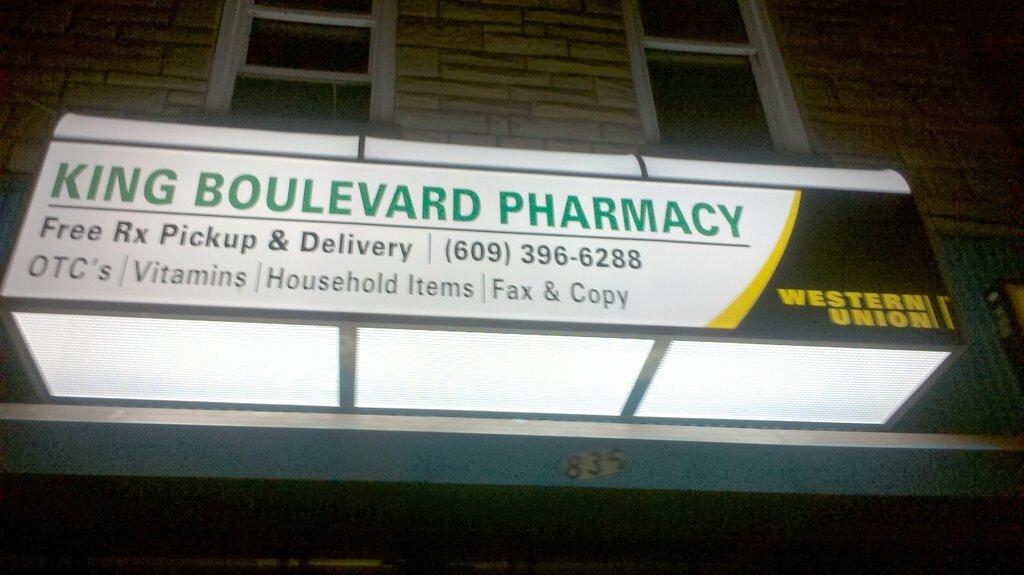 KING BOULEVARD PHARMACY
Free Rx Pickup & Delivery | (609) 396-6288
OTC's | Vitamins | Household Items | Fax & Copy
WESTERN
UNION
835